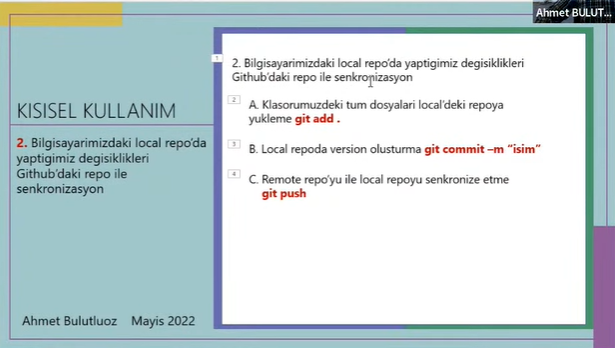 Ahmet BULUT...
1
2. Bilgisayarimizdaki local repo'da yaptigimiz degisiklikleri
Github'daki repo ile senkronizasyon
2
A. Klasorumuzdeki tum dosyalari local'deki repoya
yukleme git add .
3
B. Local repoda version olusturma git commit –m “isim”
4
C. Remote repo'yu ile local repoyu senkronize etme
git push
KISISEL KULLANIM
2. Bilgisayarimizdaki local repo'da
yaptigimiz degisiklikleri
Github'daki repo ile
senkronizasyon
Ahmet Bulutluoz Mayis 2022